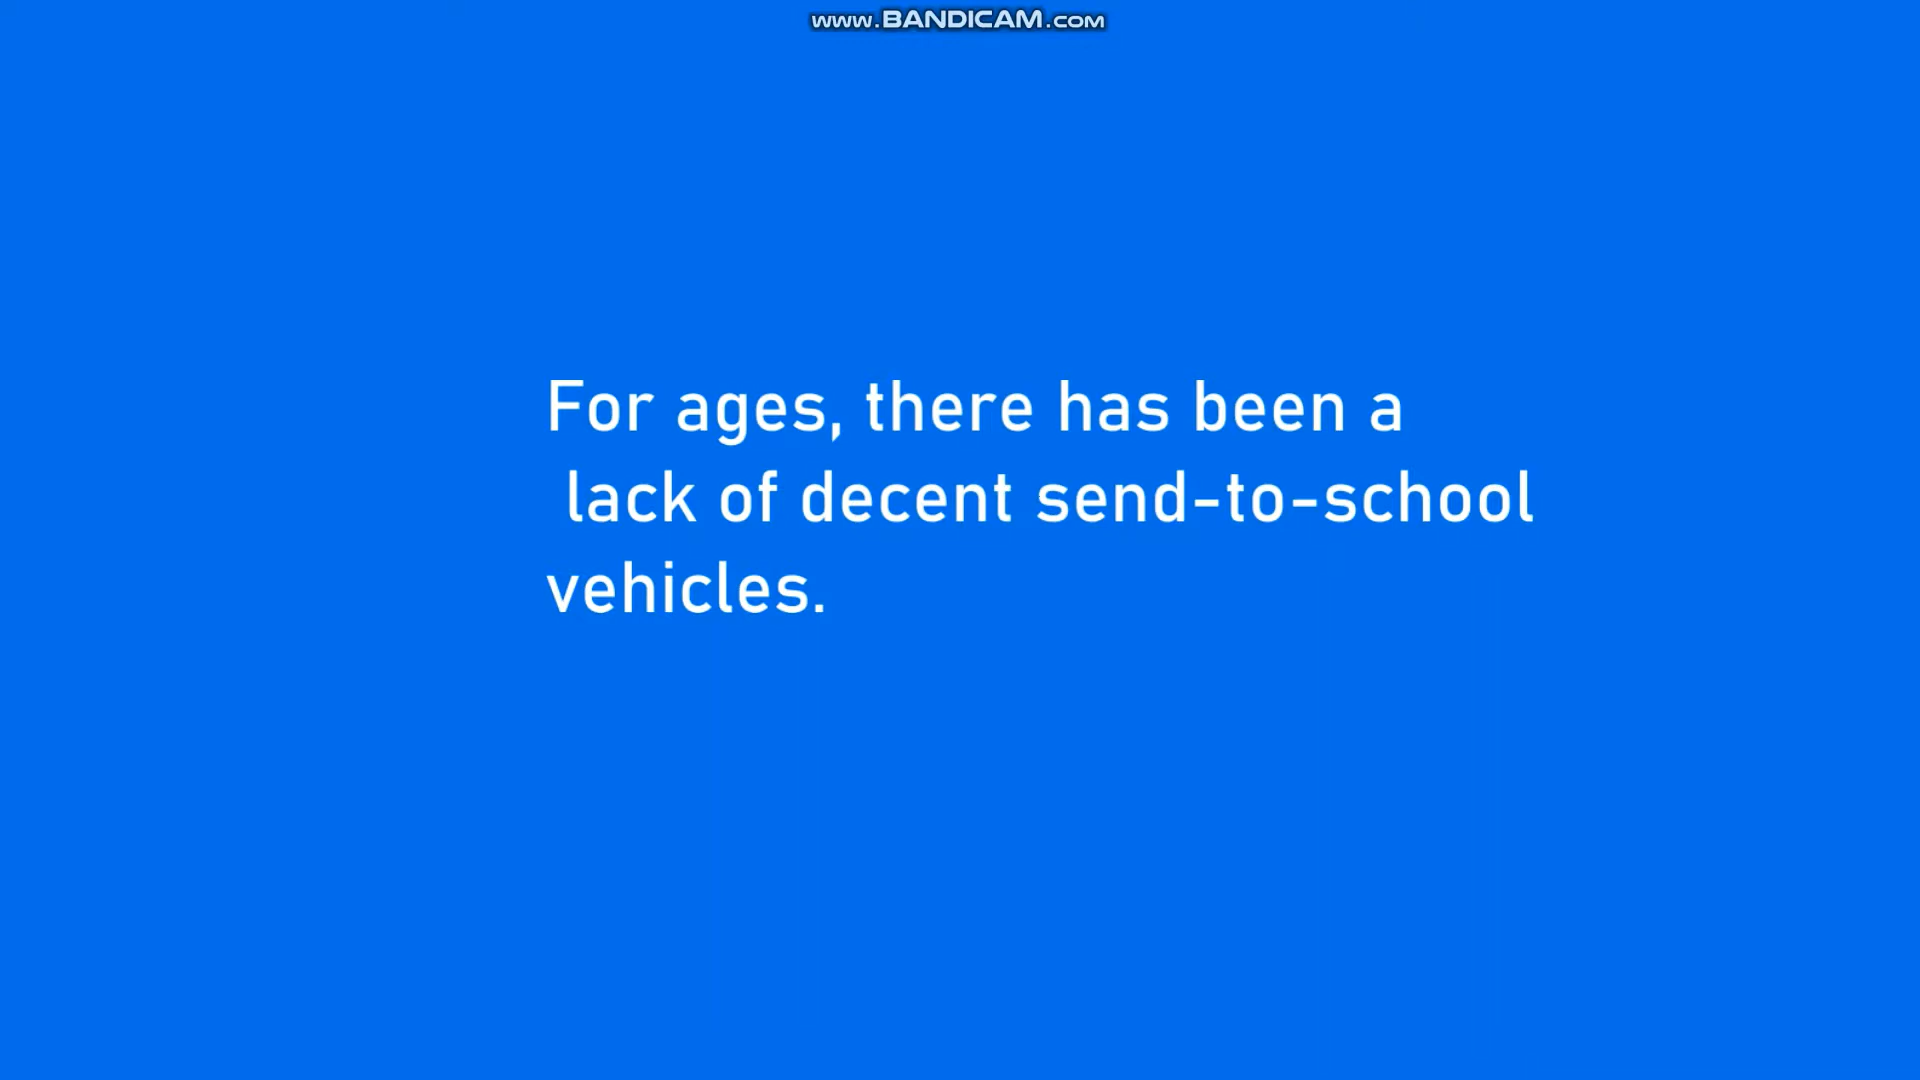 www.BANDICAM.com
For ages, there has been a
lack of decent send-to-school
vehicles.